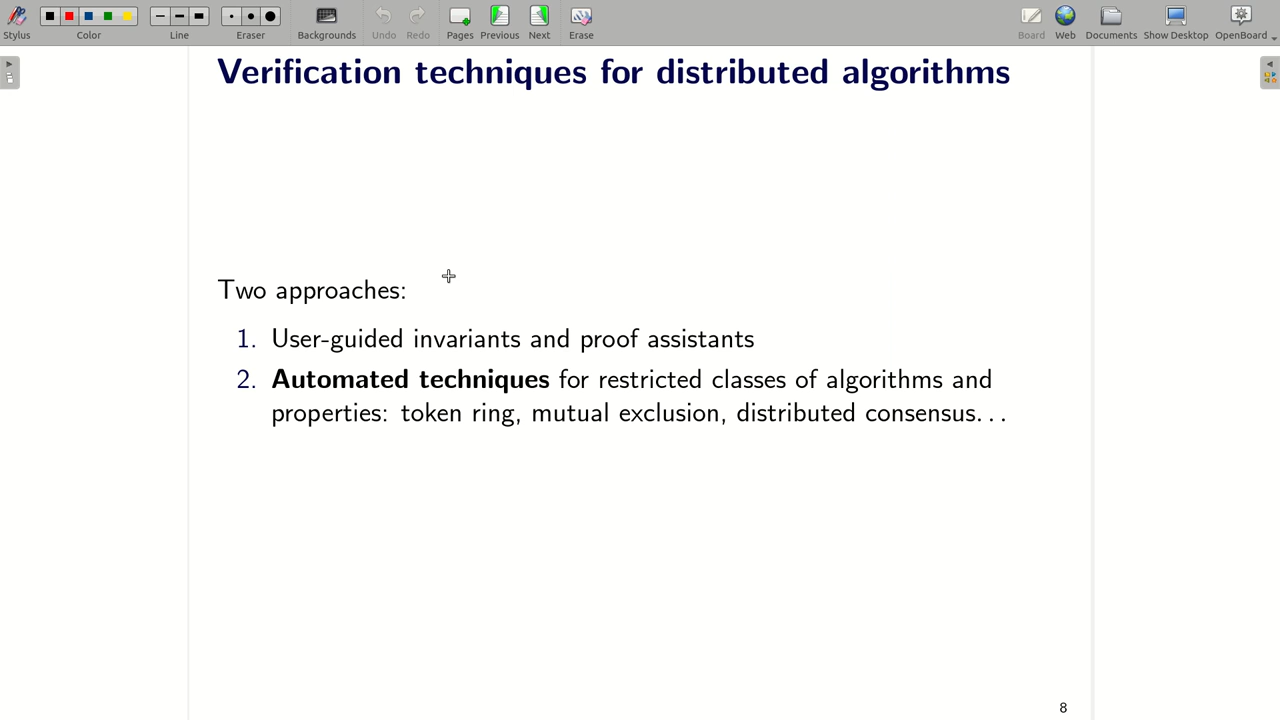 Stylus
Color
Line
Eraser
Backgrounds
Undo
Redo
Pages
Previous
Next
Erase
Board
Web
Documents
Show Desktop
OpenBoard
Verification techniques for distributed algorithms
Two approaches:
1. User-guided invariants and proof assistants
2. Automated techniques for restricted classes of algorithms and
properties: token ring, mutual exclusion, distributed consensus...
8